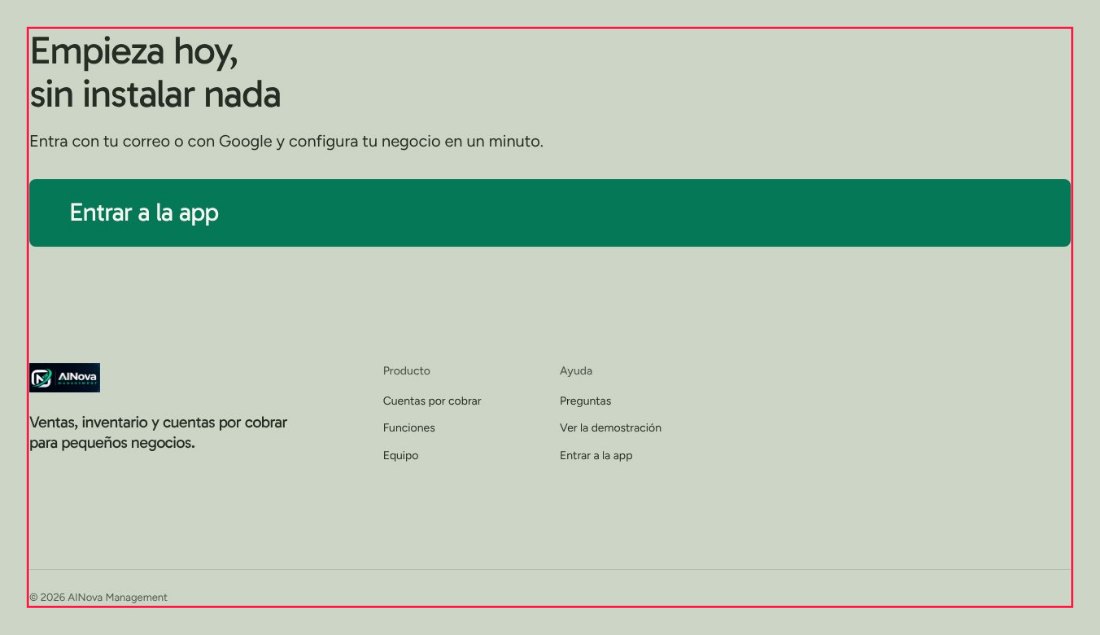 Empieza hoy,
sin instalar nada
Entra con tu correo o con Google y configura tu negocio en un minuto.
Entrar a la app
AINova
MANAGEMENT
Ventas, inventario y cuentas por cobrar
para pequeños negocios.
Producto
Cuentas por cobrar
Funciones
Equipo
Ayuda
Preguntas
Ver la demostración
Entrar a la app
© 2026 AINova Management